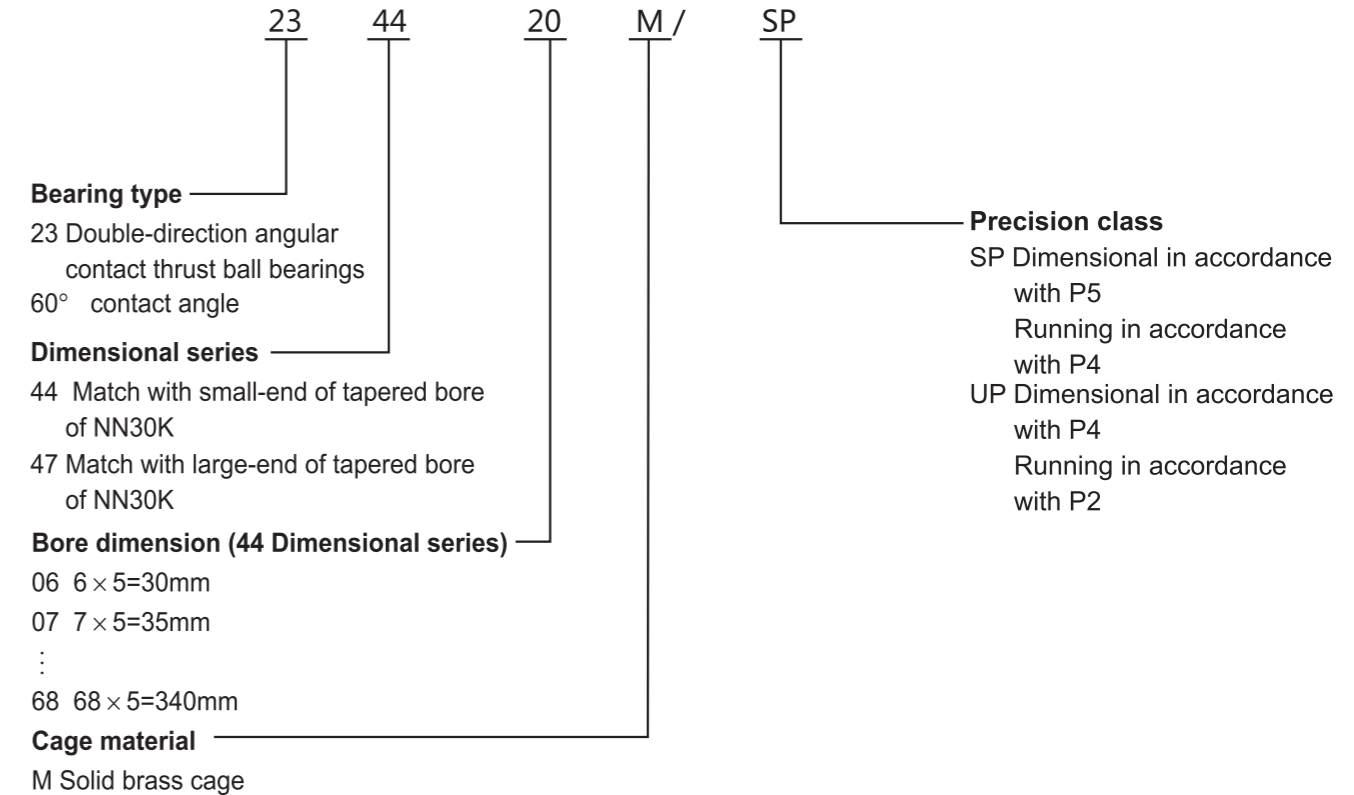 23 44 20 M / SP
Bearing type
23 Double-direction angular
contact thrust ball bearings
60° contact angle
Dimensional series
44 Match with small-end of tapered bore
of NN30K
47 Match with large-end of tapered bore
of NN30K
Bore dimension (44 Dimensional series)
06 6×5=30mm
07 7×5=35mm
⋮
68 68×5=340mm
Cage material
M Solid brass cage
Precision class
SP Dimensional in accordance
with P5
Running in accordance
with P4
UP Dimensional in accordance
with P4
Running in accordance
with P2